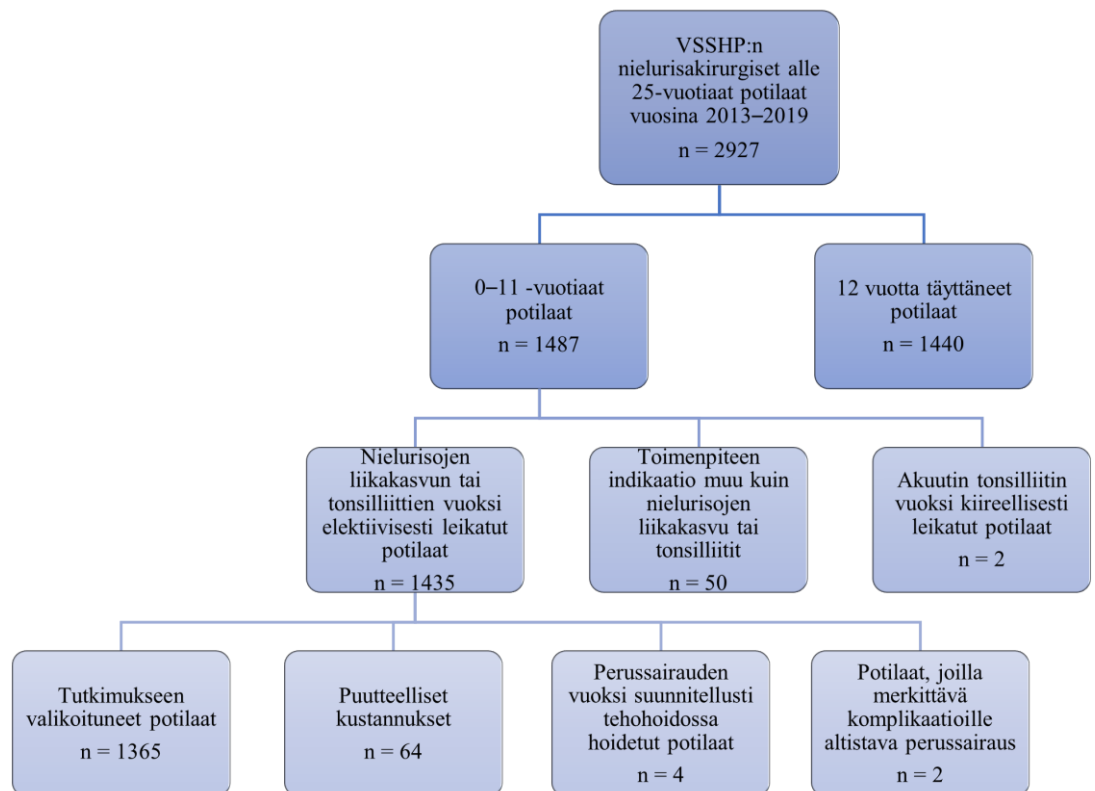 VSSHP:n
nielurisakirurgiset alle
25-vuotiaat potilaat
vuosina 2013–2019
n = 2927
0–11 -vuotiaat
potilaat
n = 1487
12 vuotta täyttäneet
potilaat
n = 1440
Nielurisojen
liikakasvun tai
tonsilliittien vuoksi
elektiivisesti leikatut
potilaat
n = 1435
Toimenpiteen
indikaatio muu kuin
nielurisojen
liikakasvu tai
tonsilliitit
n = 50
Akuutin tonsilliitin
vuoksi kiireellisesti
leikatut potilaat
n = 2
Tutkimukseen
valikoituneet potilaat
n = 1365
Puutteelliset
kustannukset
n = 64
Perussairauden
vuoksi suunnitellusti
tehohoidossa
hoidetut potilaat
n = 4
Potilaat, joilla
merkittävä
komplikaatioille
altistava perussairaus
n = 2